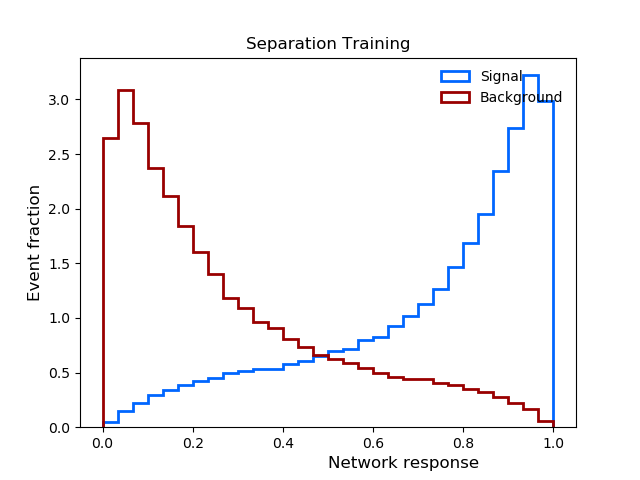 Separation Training
Signal
Background
Event fraction
3.0
2.5
2.0
1.5
1.0
0.5
0.0
0.0 0.2 0.4 0.6 0.8 1.0
Network response